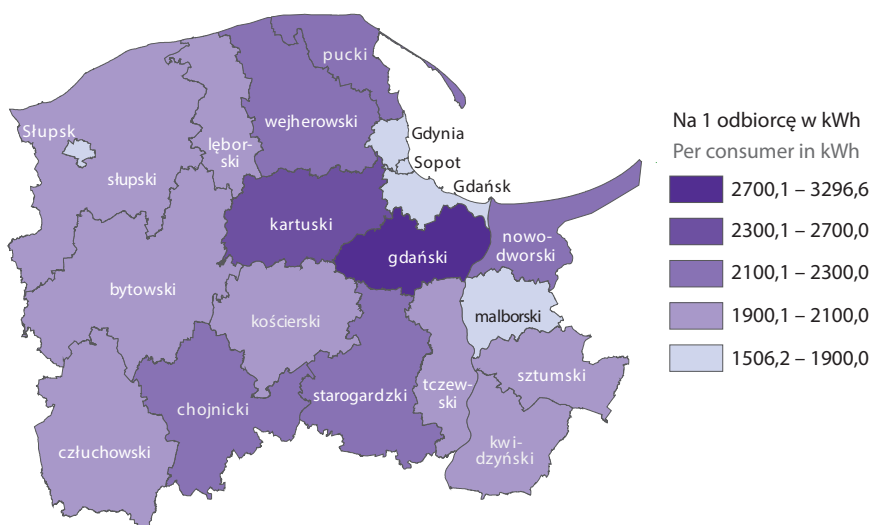 pucki
Gdynia
wejherowski
Słupsk
lębor-
ski
Sopot
słupski
Gdańsk
kartuski
nowo-
dworski
gdański
bytowski
kościerski
malborski
sztumski
tczew-
ski
starogardzki
chojnicki
kwi-
dzyński
człuchowski
Na 1 odbiorcę w kWh
Per consumer in kWh
2700,1 – 3296,6
2300,1 – 2700,0
2100,1 – 2300,0
1900,1 – 2100,0
1506,2 – 1900,0